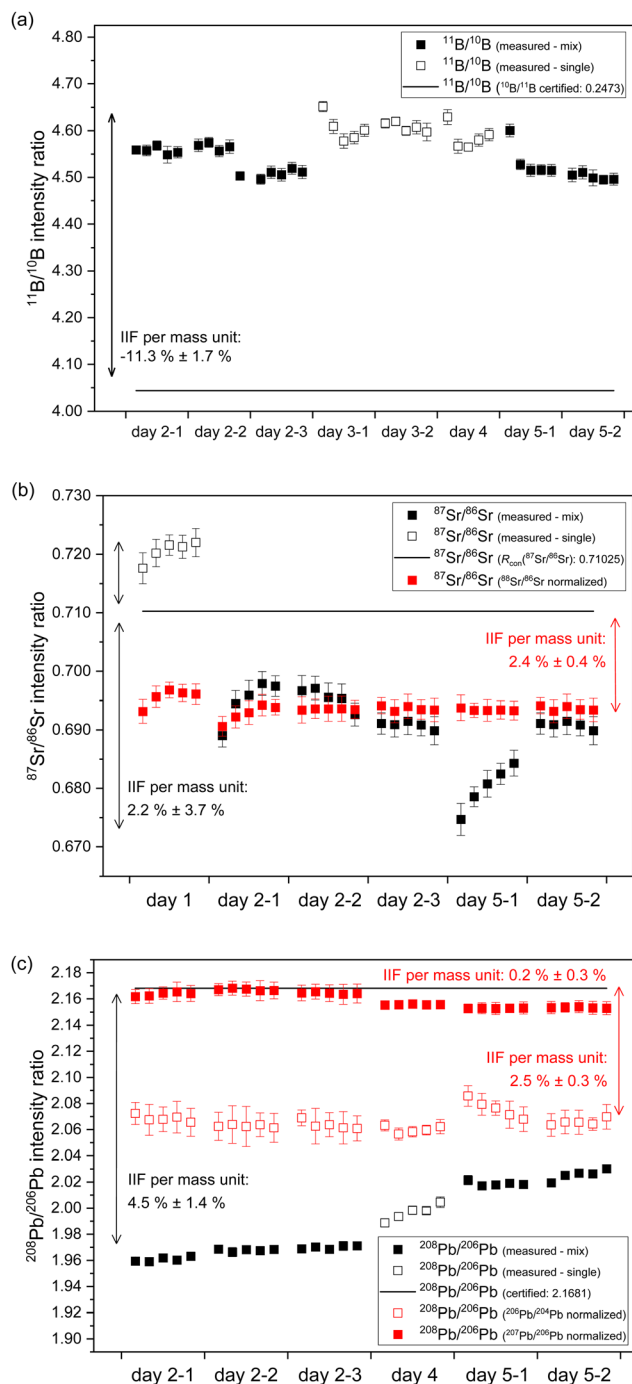 (a)
4.80
4.70
4.60
4.50
4.40
4.30
4.20
4.10
4.00
¹¹B/¹⁰B intensity ratio
¹¹B/¹⁰B (measured - mix)
¹¹B/¹⁰B (measured - single)
¹¹B/¹⁰B (¹⁰B/¹¹B certified: 0.2473)
IIF per mass unit:
-11.3 % ± 1.7 %
day 2-1 day 2-2 day 2-3 day 3-1 day 3-2 day 4 day 5-1 day 5-2
(b)
0.730
0.720
0.710
0.700
0.690
0.680
0.670
⁸⁷Sr/⁸⁶Sr intensity ratio
⁸⁷Sr/⁸⁶Sr (measured - mix)
⁸⁷Sr/⁸⁶Sr (measured - single)
⁸⁷Sr/⁸⁶Sr (Rcon(⁸⁷Sr/⁸⁶Sr): 0.71025)
⁸⁷Sr/⁸⁶Sr (⁸⁸Sr/⁸⁶Sr normalized)
IIF per mass unit:
2.4 % ± 0.4 %
IIF per mass unit:
2.2 % ± 3.7 %
day 1 day 2-1 day 2-2 day 2-3 day 5-1 day 5-2
(c)
2.18
2.17
2.16
2.14
2.12
2.10
2.08
2.06
2.04
2.02
2.00
1.98
1.96
1.94
1.93
1.92
1.90
²⁰⁸Pb/²⁰⁶Pb intensity ratio
IIF per mass unit: 0.2 % ± 0.3 %
IIF per mass unit:
2.5 % ± 0.3 %
IIF per mass unit:
4.5 % ± 1.4 %
²⁰⁸Pb/²⁰⁶Pb (measured - mix)
²⁰⁸Pb/²⁰⁶Pb (measured - single)
²⁰⁸Pb/²⁰⁶Pb (certified: 2.1681)
²⁰⁸Pb/²⁰⁶Pb (²⁰⁶Pb/²⁰⁴Pb normalized)
²⁰⁸Pb/²⁰⁶Pb (²⁰⁷Pb/²⁰⁶Pb normalized)
day 2-1 day 2-2 day 2-3 day 4 day 5-1 day 5-2